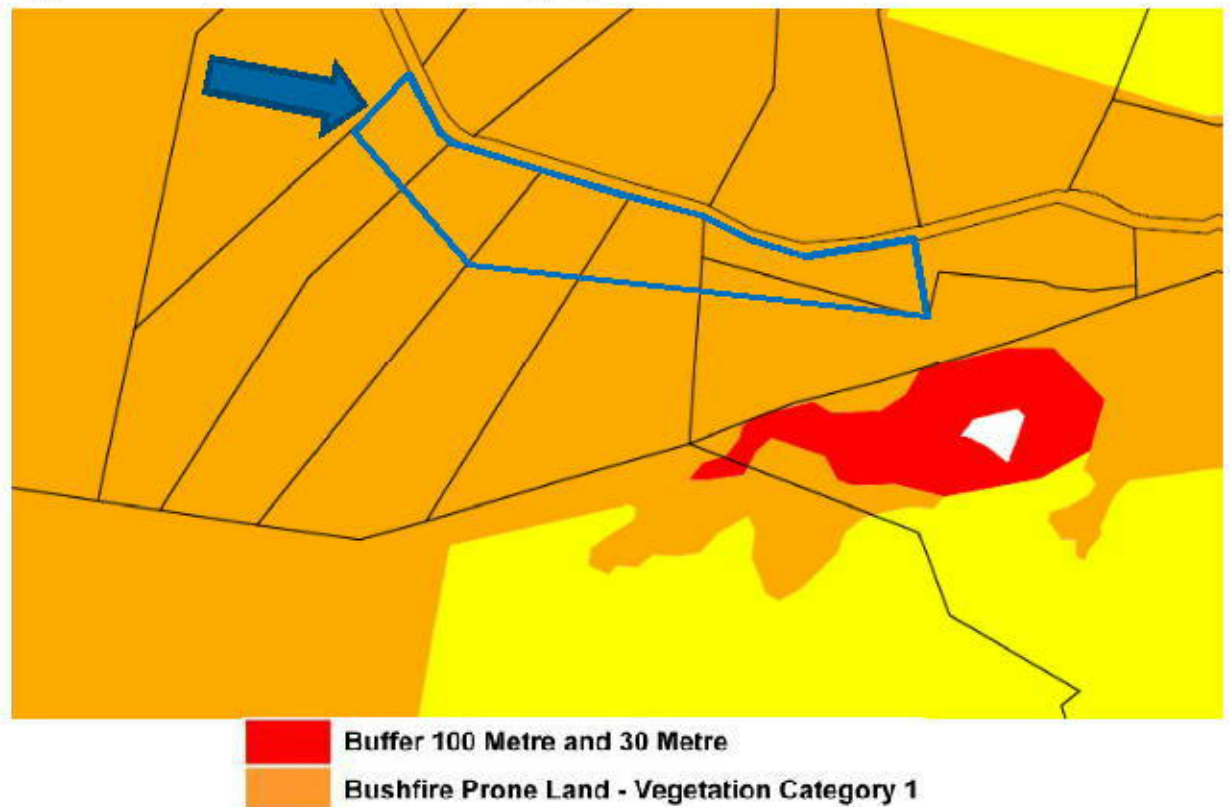 Buffer 100 Metre and 30 Metre
Bushfire Prone Land - Vegetation Category 1